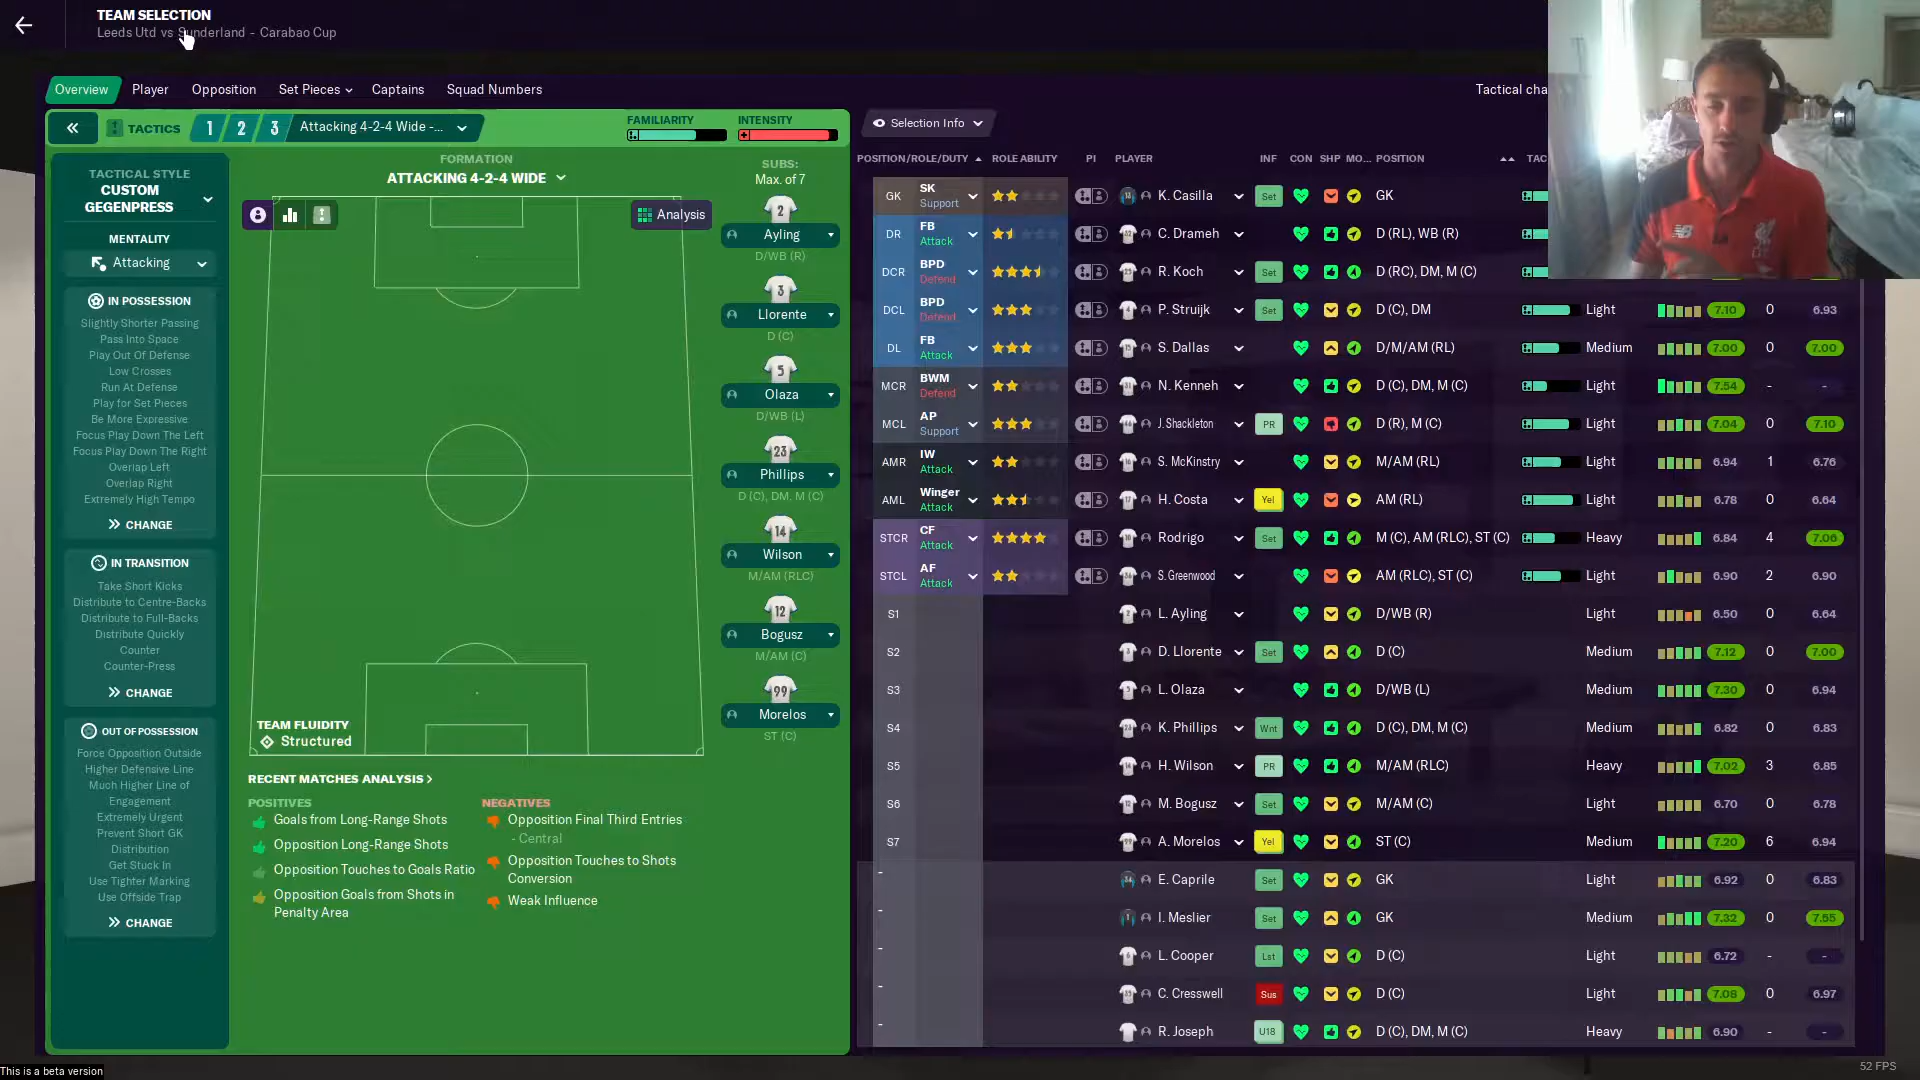 TEAM SELECTION
Leeds Utd vs Sunderland - Carabao Cup
Overview Player Opposition Set Pieces Captains Squad Numbers
Tactical cha
TACTICS 1 2 3 Attacking 4-2-4 Wide -...
FAMILIARITY INTENSITY
TACTICAL STYLE
CUSTOM
GEGENPRESS
MENTALITY
Attacking
IN POSSESSION
Slightly Shorter Passing
Pass Into Space
Play Out Of Defense
Low Crosses
Run At Defense
Play for Set Pieces
Be More Expressive
Focus Play Down The Left
Focus Play Down The Right
Overlap Left
Overlap Right
Extremely High Tempo
CHANGE
IN TRANSITION
Take Short Kicks
Distribute to Centre-Backs
Distribute to Full-Backs
Distribute Quickly
Counter
Counter-Press
CHANGE
OUT OF POSSESSION
Force Opposition Outside
Higher Defensive Line
Much Higher Line of
Engagement
Extremely Urgent
Prevent Short GK
Distribution
Get Stuck In
Use Tighter Marking
Use Offside Trap
CHANGE
FORMATION
ATTACKING 4-2-4 WIDE
Analysis
TEAM FLUIDITY
Structured
SUBS:
Max. of 7
2
Ayling
D/WB (R)
3
Llorente
D (C)
5
Olaza
D/WB (L)
23
Phillips
D (C), DM, M (C)
14
Wilson
M/AM (RLC)
12
Bogusz
M/AM (C)
99
Morelos
ST (C)
RECENT MATCHES ANALYSIS >
POSITIVES
Goals from Long-Range Shots
Opposition Long-Range Shots
Opposition Touches to Goals Ratio
Opposition Goals from Shots in
Penalty Area
NEGATIVES
Opposition Final Third Entries
- Central
Opposition Touches to Shots
Conversion
Weak Influence
Selection Info
POSITION/ROLE/DUTY ROLE ABILITY PI PLAYER INF CON SHP MO... POSITION TAC
GK SK Support K. Casilla Set GK
DR FB Attack C. Drameh D (RL), WB (R)
DCR BPD Defend R. Koch Set D (RC), DM, M (C)
DCL BPD Defend P. Struijk Set D (C), DM Light 7.10 0 6.93
DL FB Attack S. Dallas D/M/AM (RL) Medium 7.00 0 7.00
MCR BWM Defend N. Kenneh D (C), DM, M (C) Light 7.54 - -
MCL AP Support J. Shackleton PR D (R), M (C) Light 7.04 0 7.10
AMR IW Attack S. McKinstry M/AM (RL) Light 6.94 1 6.76
AML Winger Attack H. Costa Yel AM (RL) Light 6.78 0 6.64
STCR CF Attack Rodrigo Set M (C), AM (RLC), ST (C) Heavy 6.84 4 7.06
STCL AF Attack S. Greenwood AM (RLC), ST (C) Light 6.90 2 6.90
S1 L. Ayling D/WB (R) Light 6.50 0 6.64
S2 D. Llorente Set D (C) Medium 7.12 0 7.00
S3 L. Olaza D/WB (L) Medium 7.30 0 6.94
S4 K. Phillips Wnt D (C), DM, M (C) Medium 6.82 0 6.83
S5 H. Wilson PR M/AM (RLC) Heavy 7.02 3 6.85
S6 M. Bogusz Set M/AM (C) Light 6.70 0 6.78
S7 A. Morelos Yel ST (C) Medium 7.20 6 6.94
- E. Caprile Set GK Light 6.92 0 6.83
- I. Meslier Set GK Medium 7.32 0 7.55
- L. Cooper Lst D (C) Light 6.72 - -
- C. Cresswell Sus D (C) Light 7.08 0 6.97
- R. Joseph U18 D (C), DM, M (C) Heavy 6.90 - -
This is a beta version
52 FPS